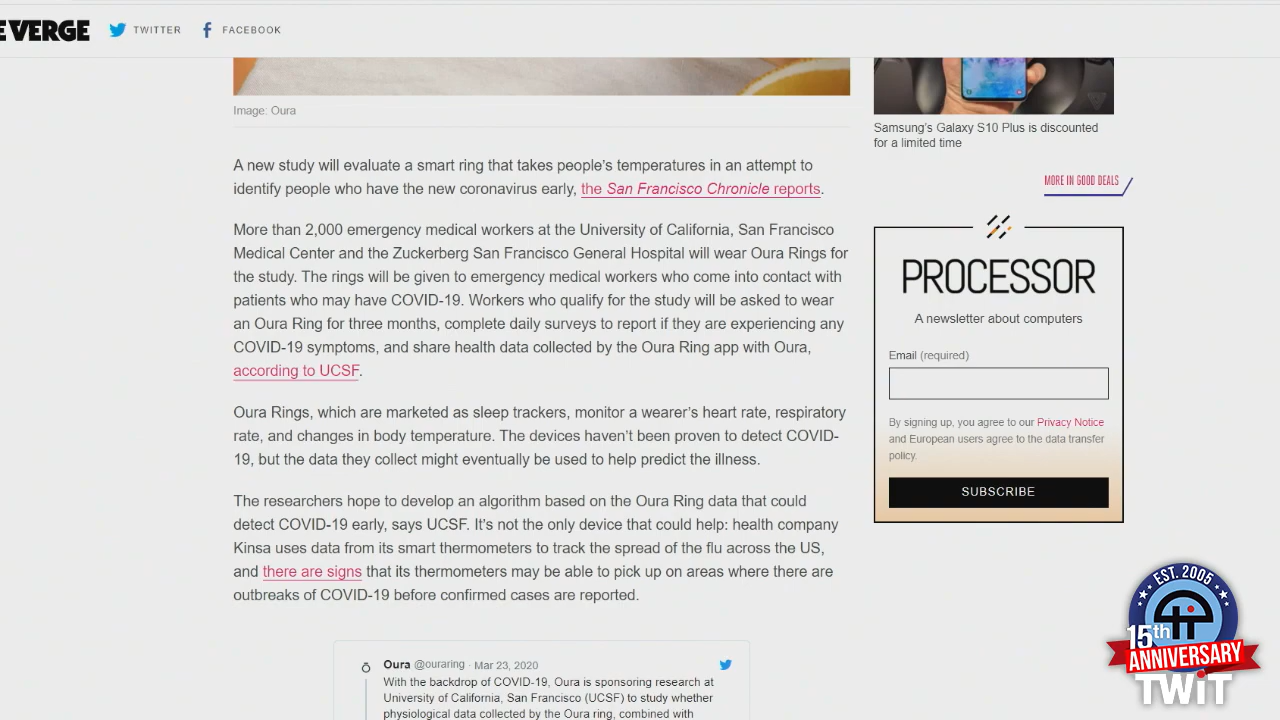 E VERGE
TWITTER
FACEBOOK
Image: Oura
A new study will evaluate a smart ring that takes people’s temperatures in an attempt to
identify people who have the new coronavirus early, the San Francisco Chronicle reports.
More than 2,000 emergency medical workers at the University of California, San Francisco
Medical Center and the Zuckerberg San Francisco General Hospital will wear Oura Rings for
the study. The rings will be given to emergency medical workers who come into contact with
patients who may have COVID-19. Workers who qualify for the study will be asked to wear
an Oura Ring for three months, complete daily surveys to report if they are experiencing any
COVID-19 symptoms, and share health data collected by the Oura Ring app with Oura,
according to UCSF.
Oura Rings, which are marketed as sleep trackers, monitor a wearer’s heart rate, respiratory
rate, and changes in body temperature. The devices haven’t been proven to detect COVID-
19, but the data they collect might eventually be used to help predict the illness.
The researchers hope to develop an algorithm based on the Oura Ring data that could
detect COVID-19 early, says UCSF. It’s not the only device that could help: health company
Kinsa uses data from its smart thermometers to track the spread of the flu across the US,
and there are signs that its thermometers may be able to pick up on areas where there are
outbreaks of COVID-19 before confirmed cases are reported.
Oura @ouraring · Mar 23, 2020
With the backdrop of COVID-19, Oura is sponsoring research at
University of California, San Francisco (UCSF) to study whether
physiological data collected by the Oura ring, combined with
Samsung’s Galaxy S10 Plus is discounted
for a limited time
MORE IN GOOD DEALS
PROCESSOR
A newsletter about computers
Email (required)
By signing up, you agree to our Privacy Notice
and European users agree to the data transfer
policy.
SUBSCRIBE
EST. 2005
15th
ANNIVERSARY
TWiT